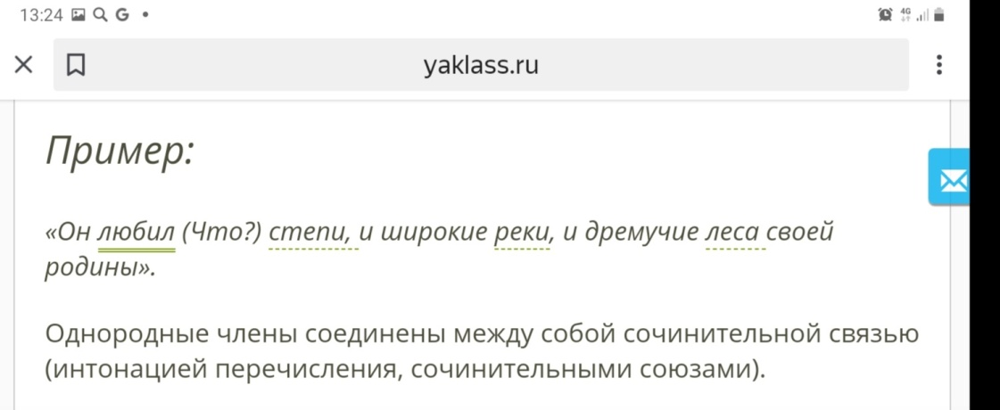 13:24
4G
yaklass.ru
Пример:
«Он любил (Что?) степи, и широкие реки, и дремучие леса своей
родины».
Однородные члены соединены между собой сочинительной связью
(интонацией перечисления, сочинительными союзами).